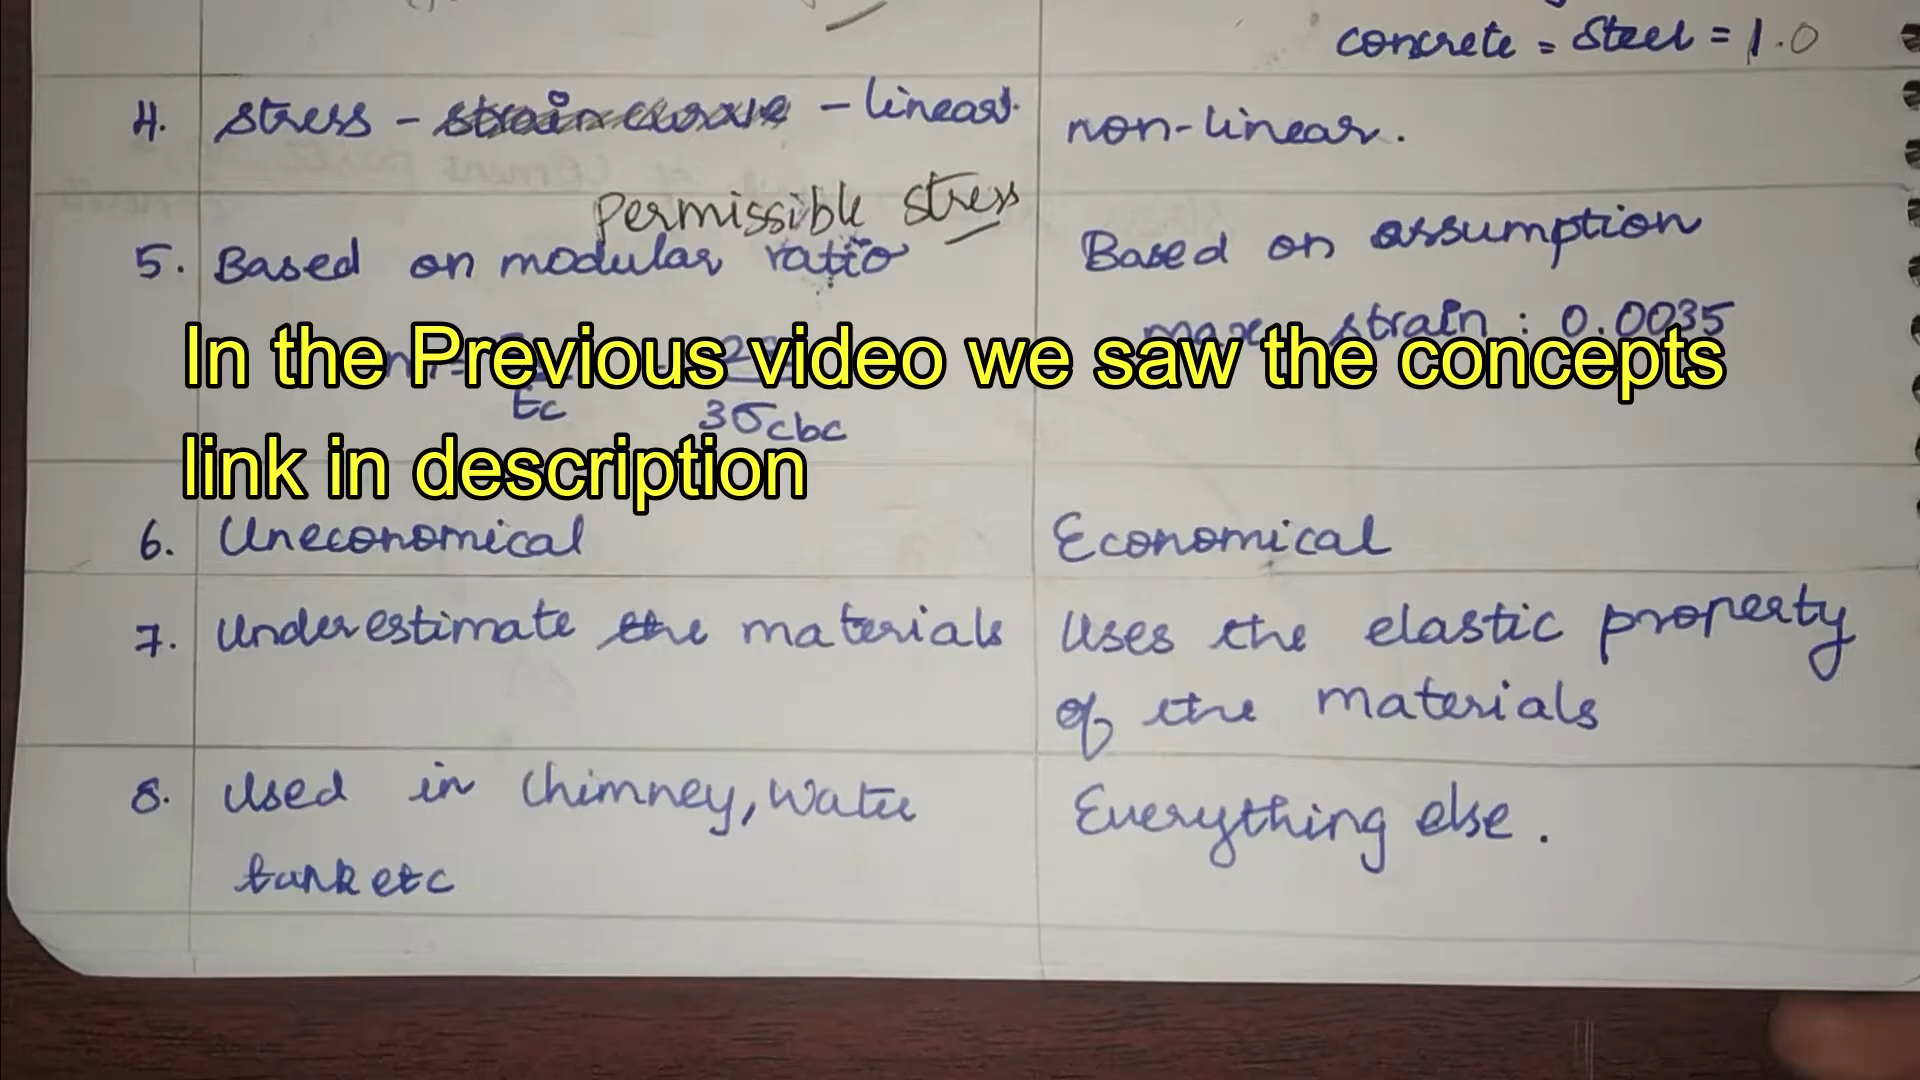 concrete = Steel = 1.0
4. stress - strain curve - linear. non-linear.
permissible stress
5. Based on modular ratio Based on assumption
max strain : 0.0035
In the Previous video we saw the concepts
Ec 3σcbc
link in description
6. Uneconomical Economical
7. Underestimate the materials Uses the elastic property
of the materials
8. Used in Chimney, Water Everything else.
tank etc